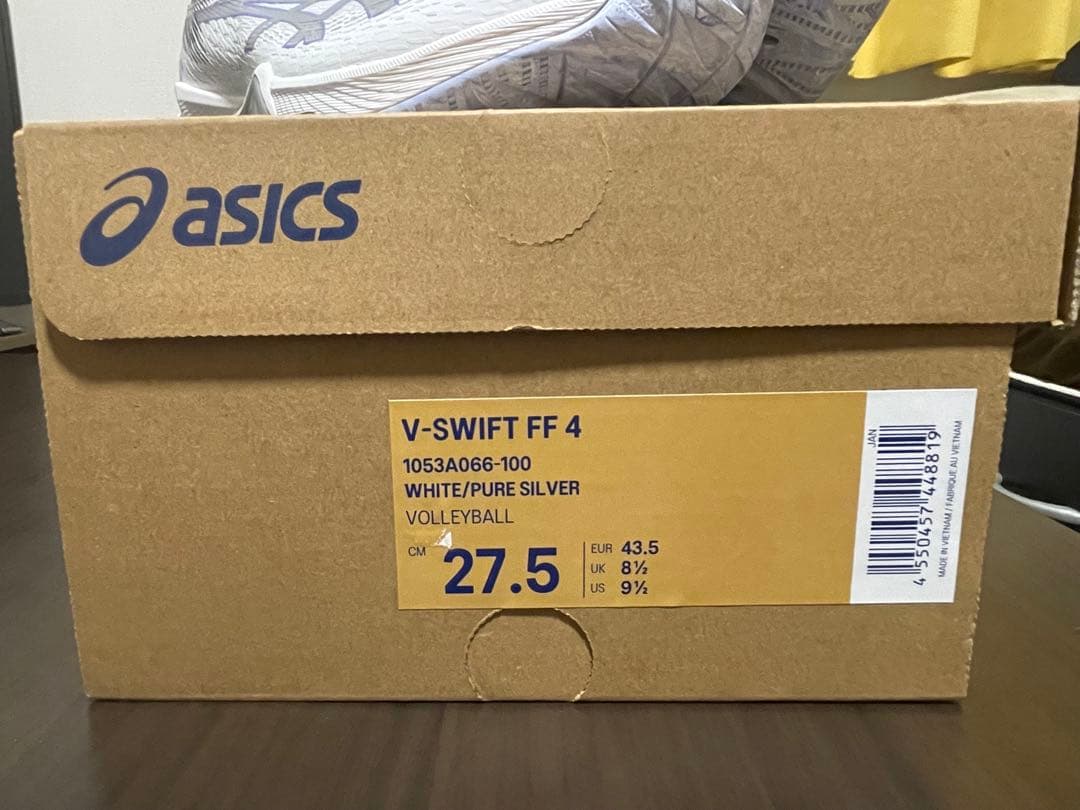 asics
V-SWIFT FF 4
1053A066-100
WHITE/PURE SILVER
VOLLEYBALL
CM 27.5
EUR 43.5
UK 8½
US 9½
JAN
4 550457 448819
MADE IN VIETNAM / FABRIQUE AU VIETNAM